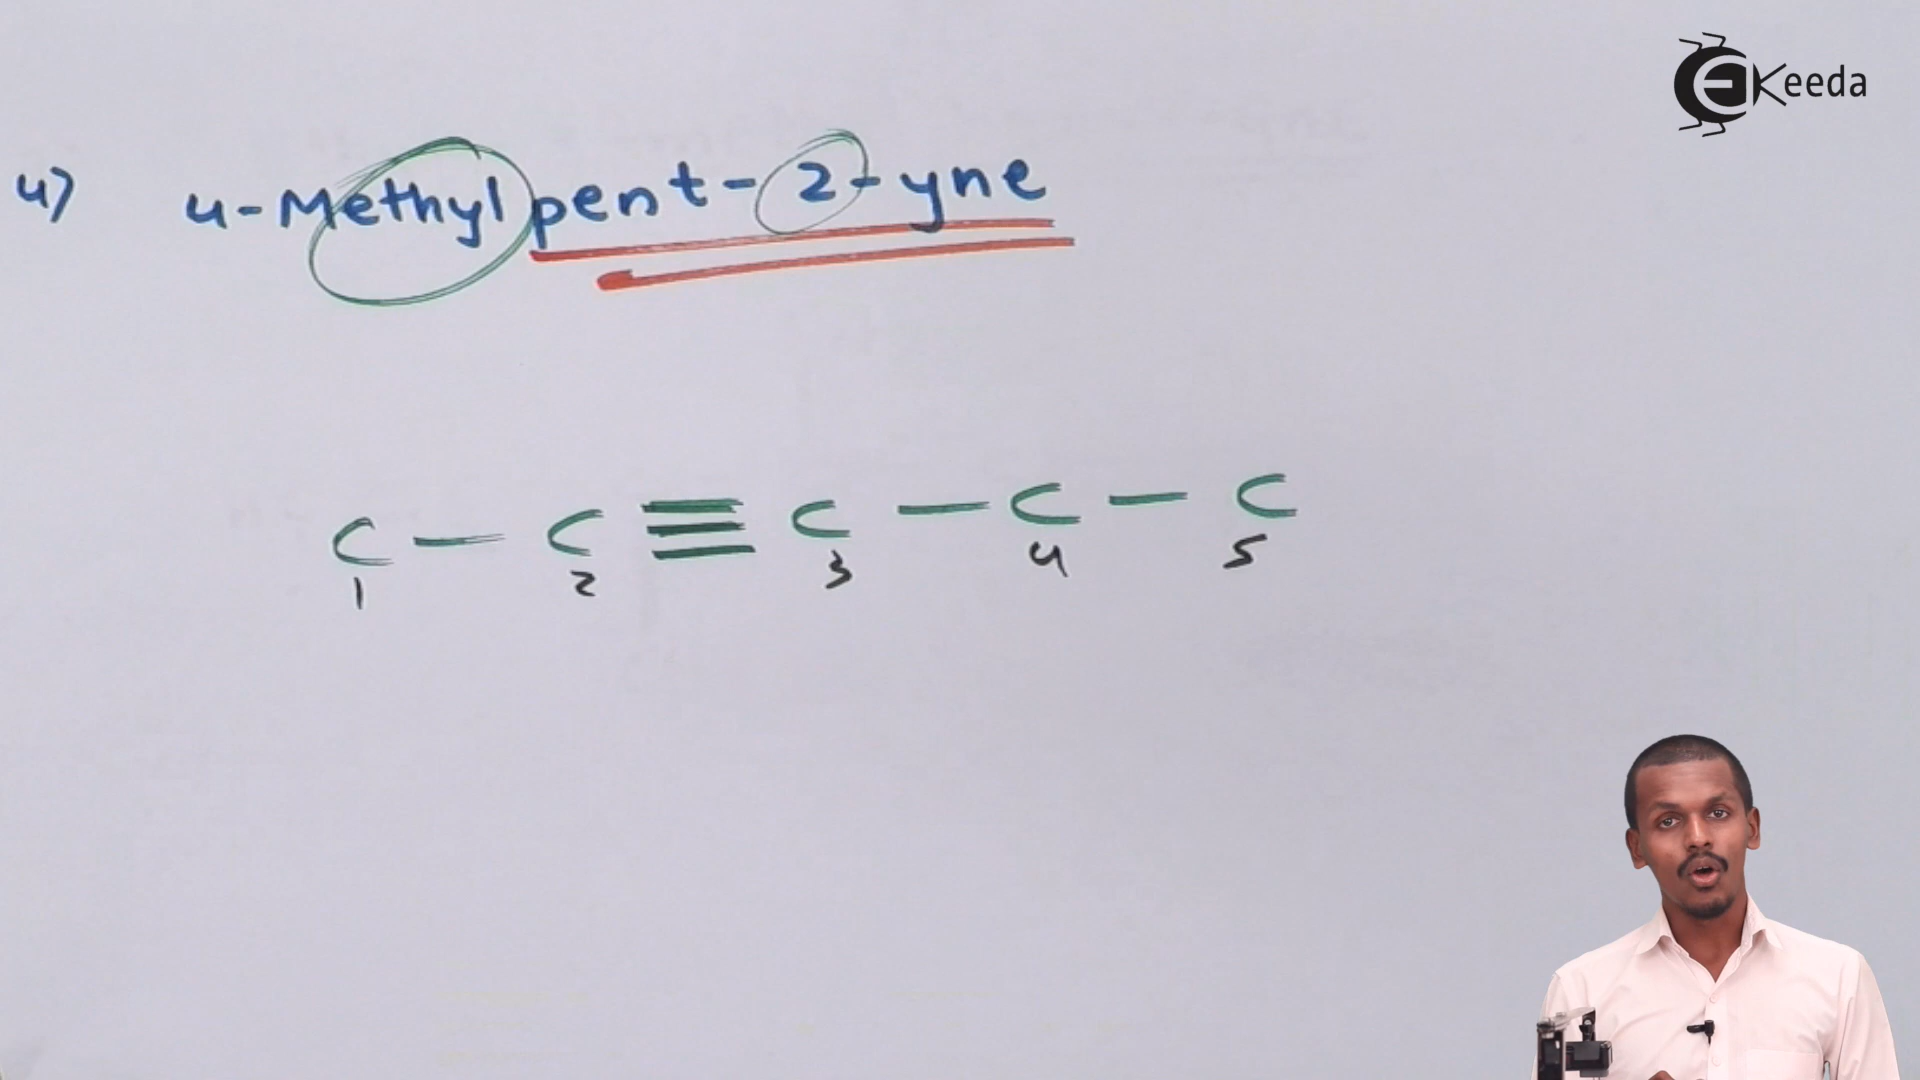 EKeeda
4) 4-Methylpent-2-yne
C - C ≡ C - C - C
1 2 3 4 5